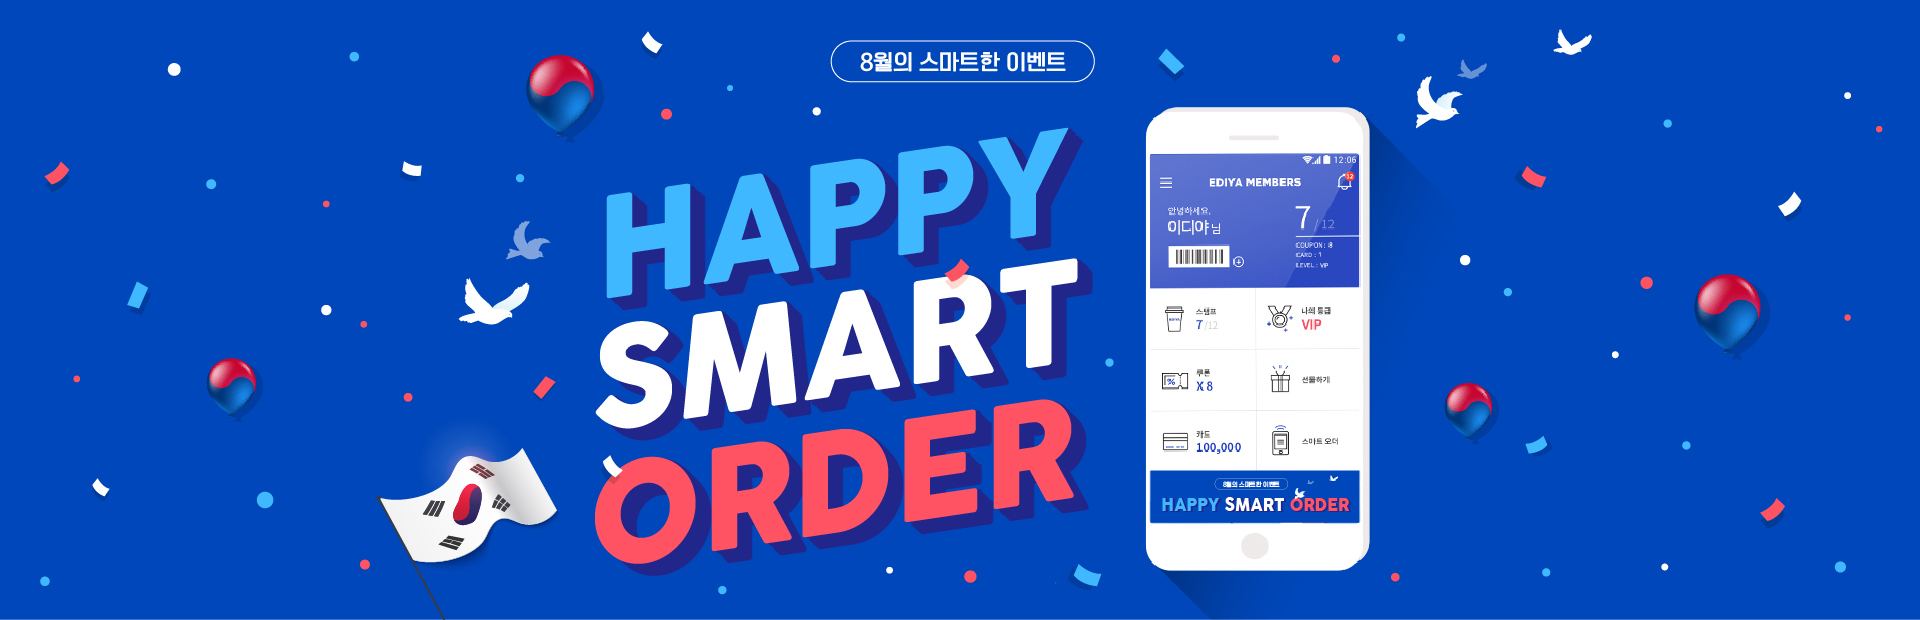 8월의 스마트한 이벤트
HAPPY
SMART
ORDER
12:06
EDIYA MEMBERS
12
안녕하세요,
이디야 님
7 / 12
COUPON : 8
CARD : 1
LEVEL : VIP
스탬프
7 /12
나의 등급
VIP
쿠폰
X 8
선물하기
카드
100,000
스마트 오더
8월의 스마트한 이벤트
HAPPY SMART ORDER